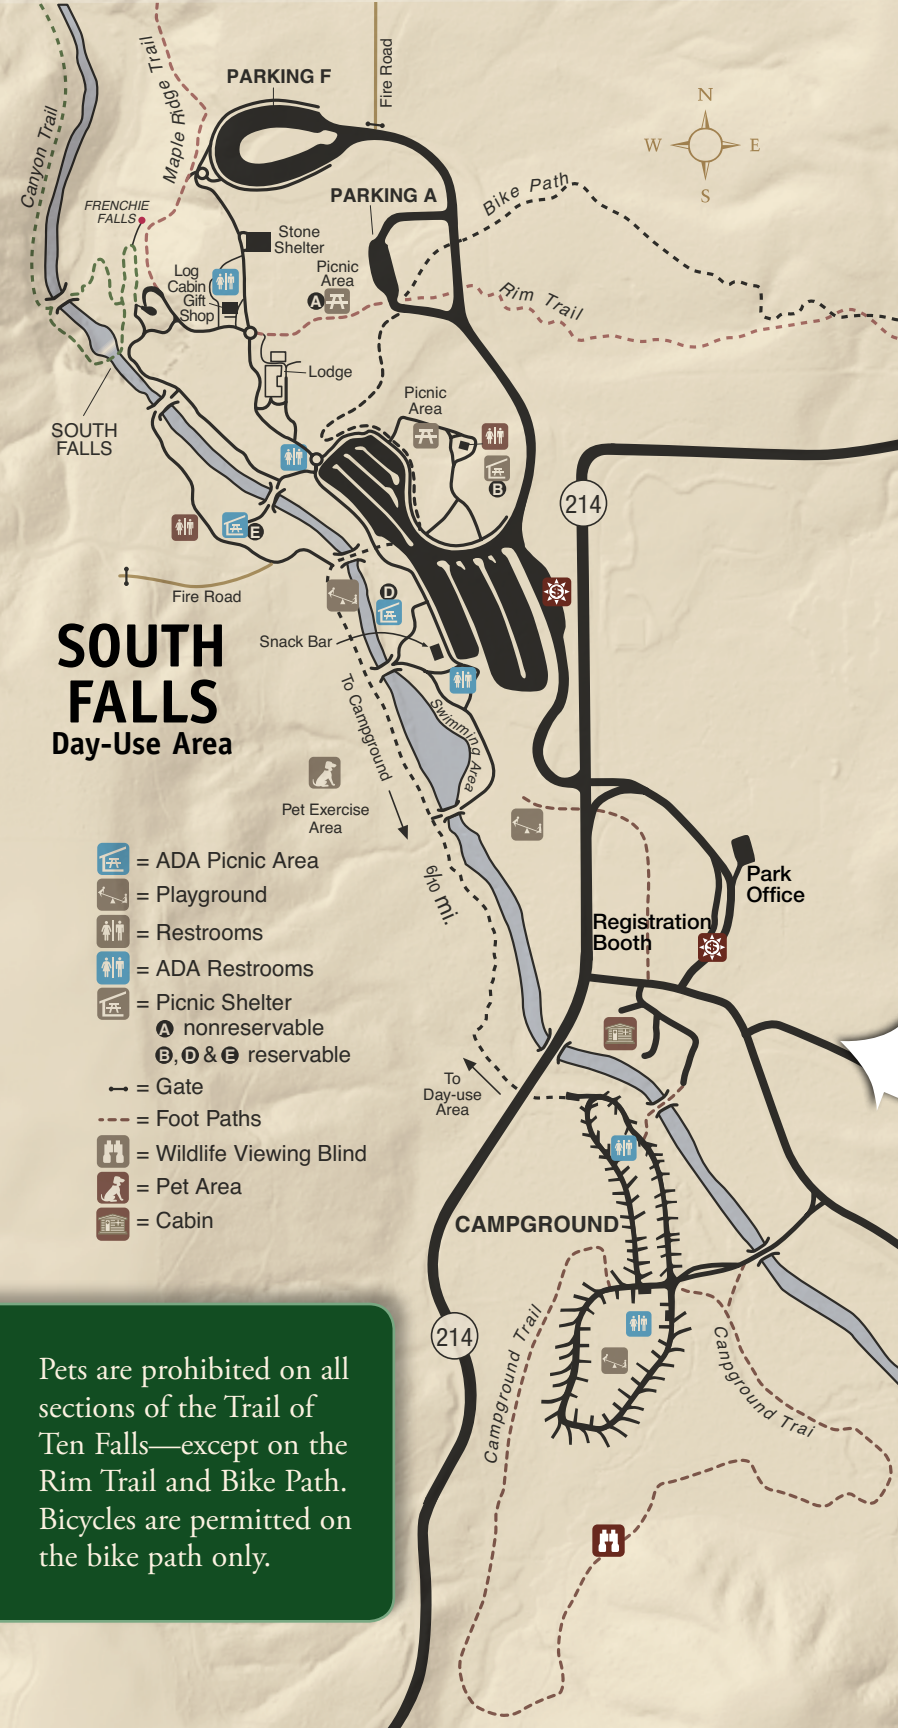 PARKING F
Fire Road
Maple Ridge Trail
Canyon Trail
N
W
E
S
PARKING A
Bike Path
FRENCHIE
FALLS
Stone
Shelter
Log
Cabin
Gift
Shop
Picnic
Area
A
Rim Trail
Lodge
SOUTH
FALLS
Picnic
Area
B
214
E
Fire Road
D
Snack Bar
SOUTH
FALLS
Day-Use Area
To Campground
Swimming Area
Pet Exercise
Area
6/10 mi.
Park
Office
Registration
Booth
$
$
= ADA Picnic Area
= Playground
= Restrooms
= ADA Restrooms
= Picnic Shelter
A nonreservable
B, D & E reservable
= Gate
= Foot Paths
= Wildlife Viewing Blind
= Pet Area
= Cabin
To
Day-use
Area
CAMPGROUND
214
Campground Trail
Canpground Trai
Pets are prohibited on all
sections of the Trail of
Ten Falls—except on the
Rim Trail and Bike Path.
Bicycles are permitted on
the bike path only.